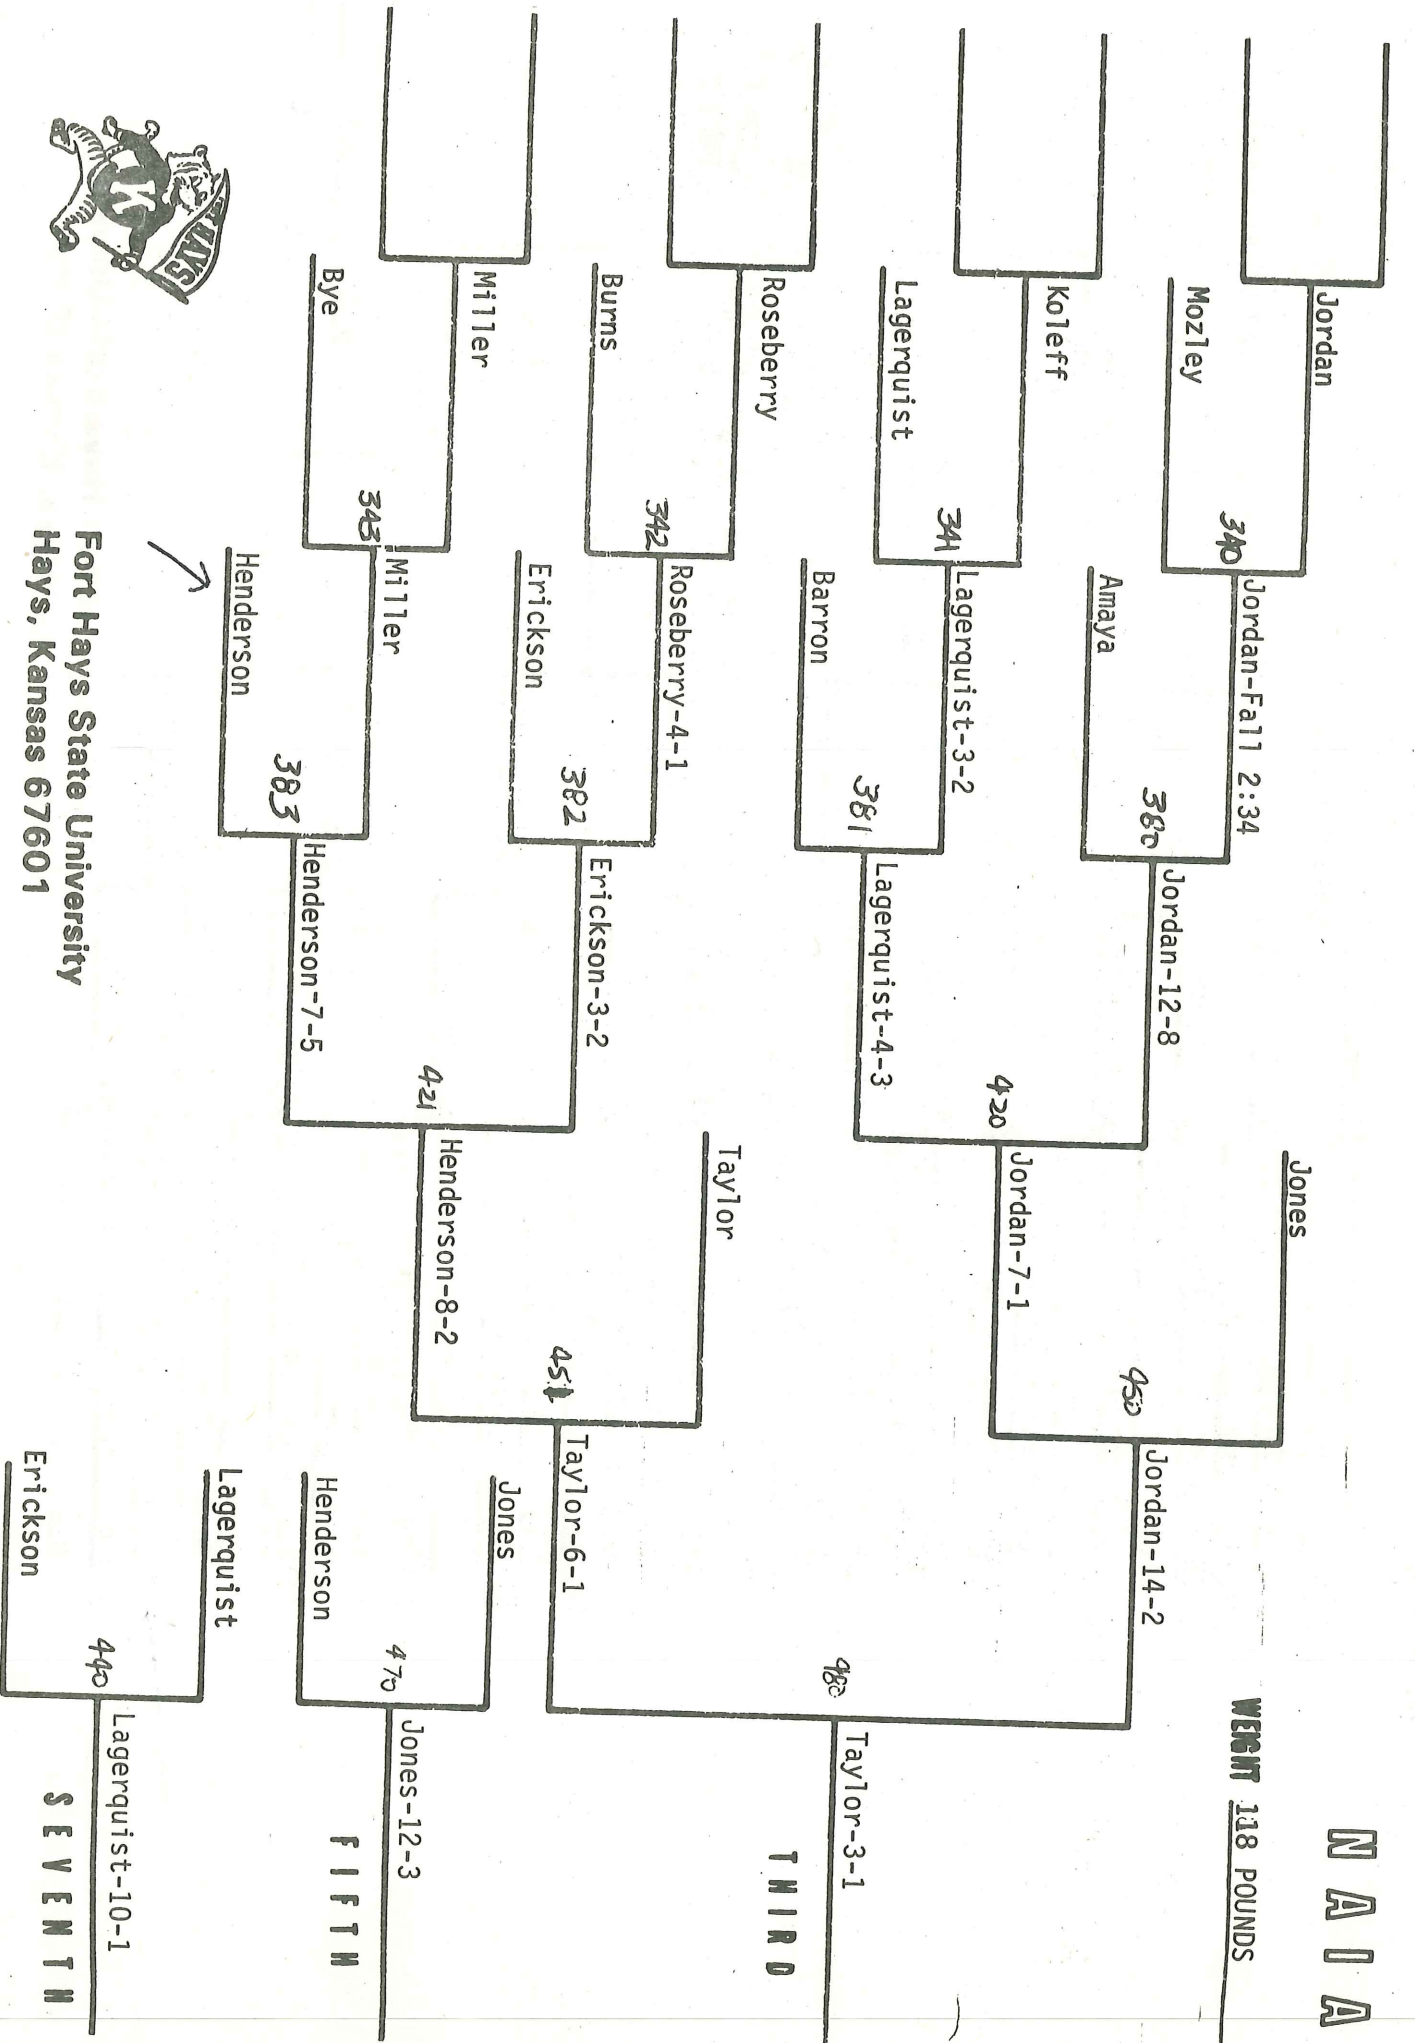 N A I A
WEIGHT 118 POUNDS
Jordan
Mozley
340
Jordan-Fall 2:34
Amaya
380
Jordan-12-8
Koleff
Lagerquist
341
Lagerquist-3-2
Barron
381
Lagerquist-4-3
420
Jordan-7-1
Jones
450
Jordan-14-2
Roseberry
Burns
342
Roseberry-4-1
Erickson
382
Erickson-3-2
Miller
Bye
343
Miller
Henderson
383
Henderson-7-5
421
Henderson-8-2
Taylor
451
Taylor-6-1
480
Taylor-3-1
THIRD
Jones
Henderson
470
Jones-12-3
FIFTH
Lagerquist
Erickson
440
Lagerquist-10-1
SEVENTH
HAYS
K
Fort Hays State University
Hays, Kansas 67601